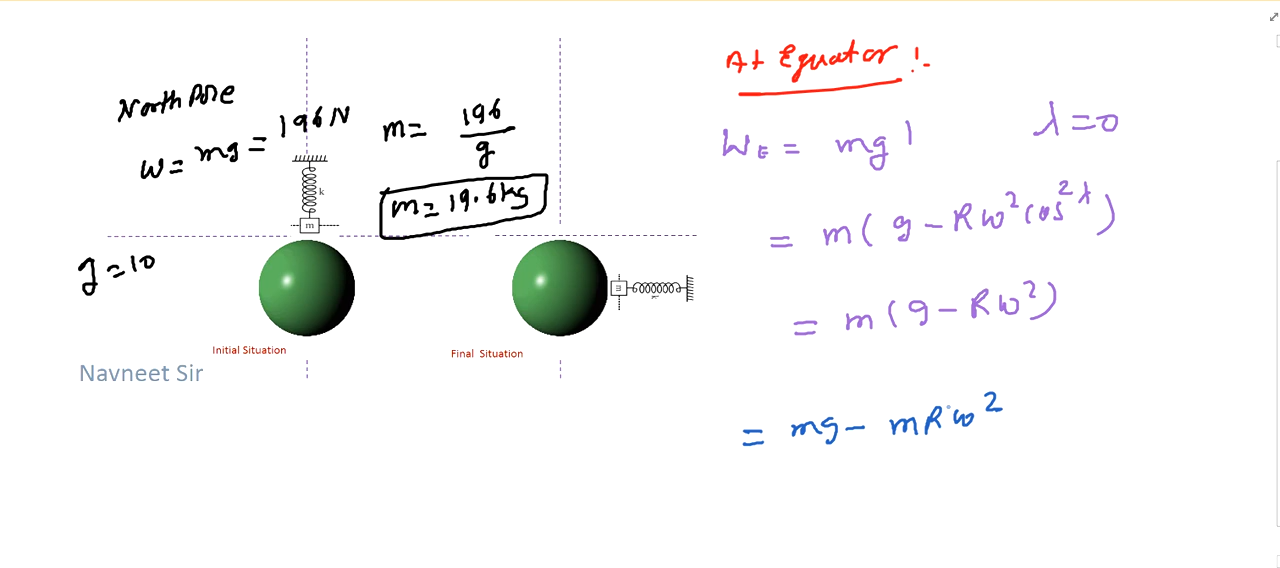 North Pole
W = mg = 196 N
m = 196/g
m = 19.6 kg
k
m
g = 10
Initial Situation
m
Final Situation
Navneet Sir
At Equator :-
W_E = mg' λ = 0
= m(g - Rω²cos²λ)
= m(g - Rω²)
= mg - mRω²